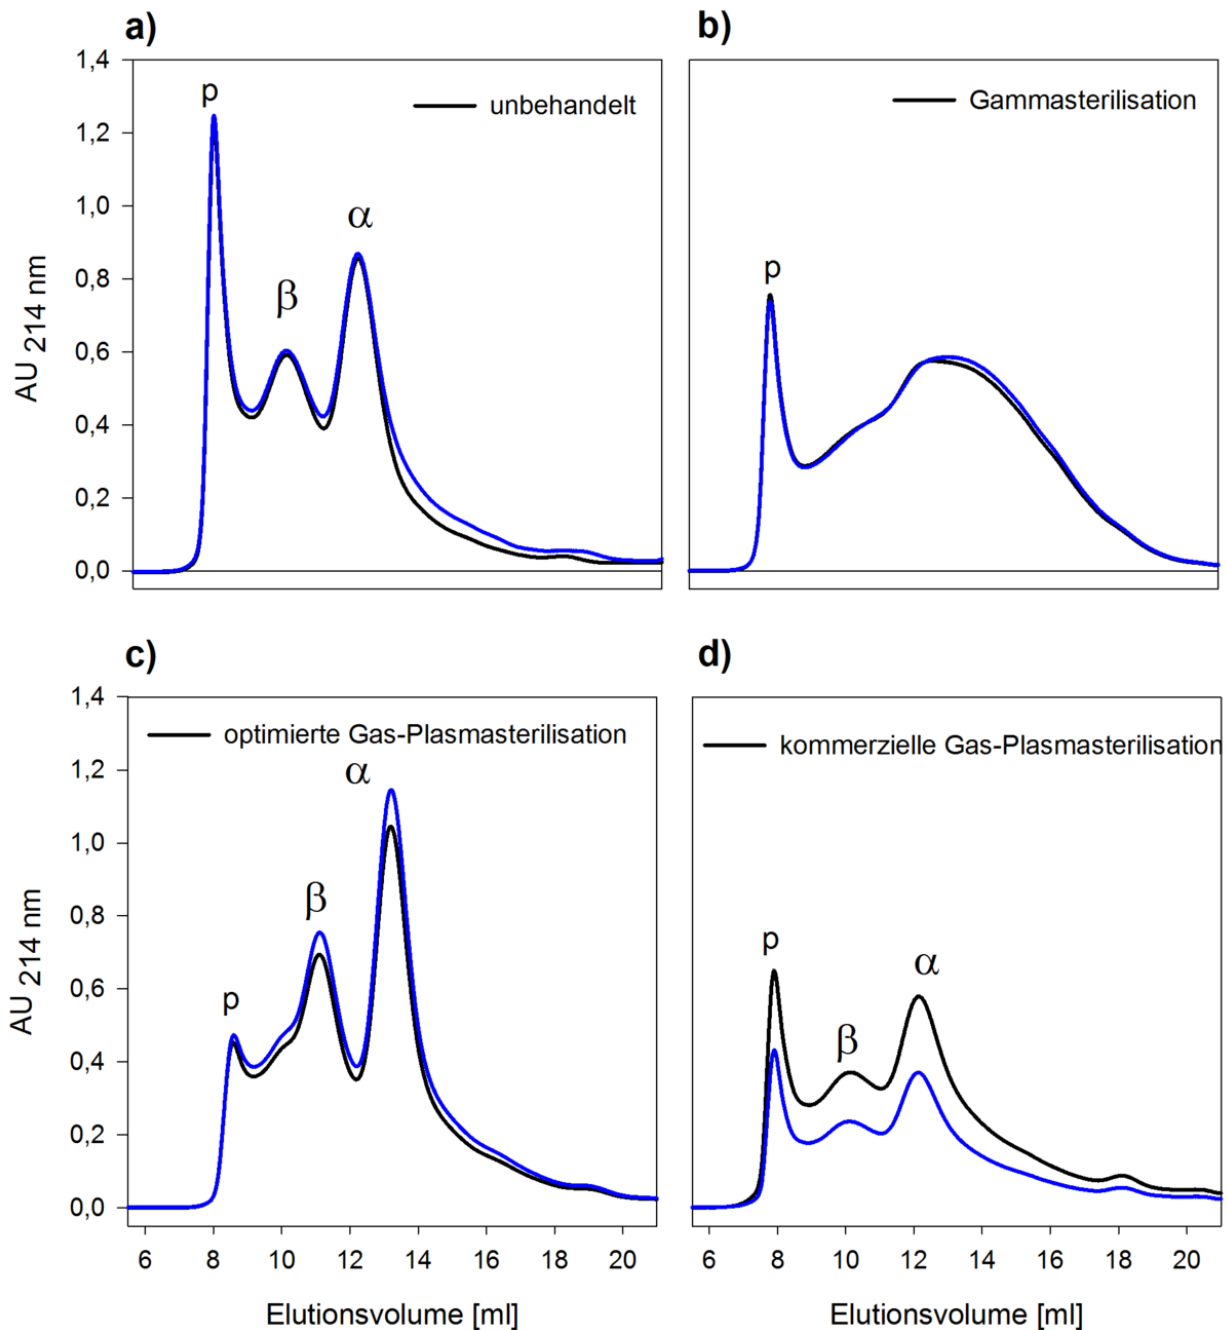 a)
1,4
1,2
1,0
0,8
0,6
0,4
0,2
0,0
AU 214 nm
p
β
α
unbehandelt
b)
Gammasterilisation
p
c)
1,4
1,2
1,0
0,8
0,6
0,4
0,2
0,0
AU 214 nm
optimierte Gas-Plasmasterilisation
p
β
α
6 8 10 12 14 16 18 20
Elutionsvolume [ml]
d)
kommerzielle Gas-Plasmasterilisation
p
β
α
6 8 10 12 14 16 18 20
Elutionsvolume [ml]